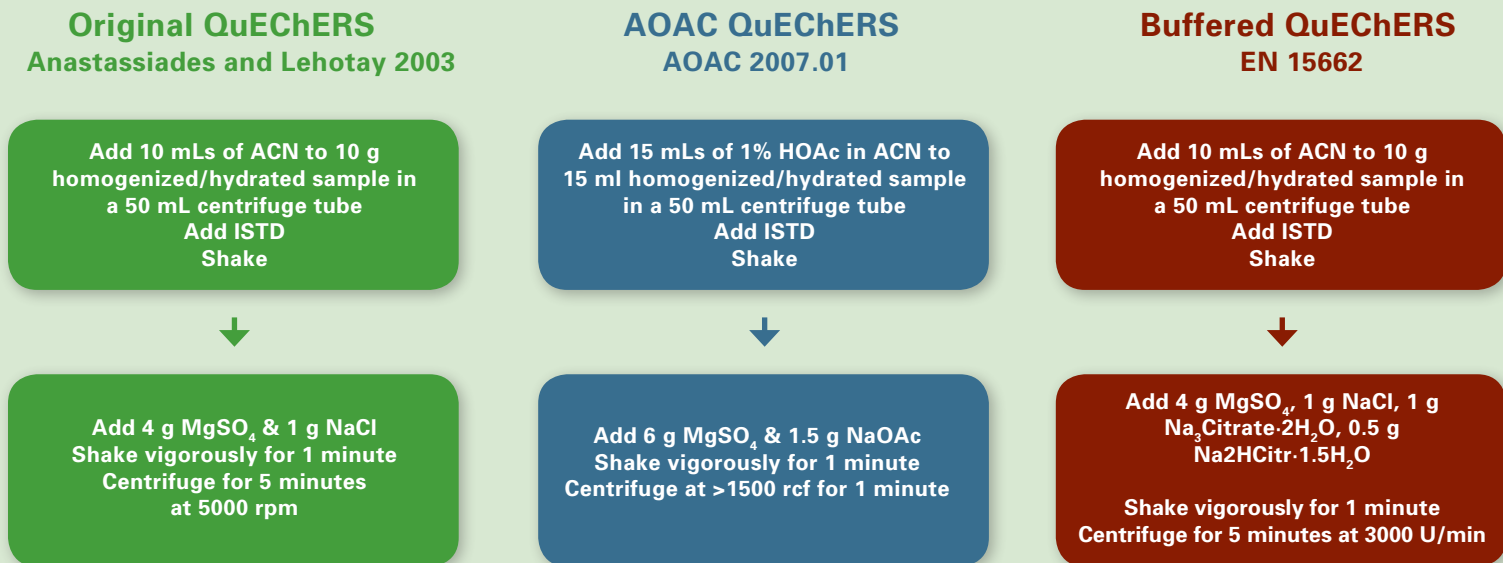 Original QuEChERS
Anastassiades and Lehotay 2003
Add 10 mLs of ACN to 10 g
homogenized/hydrated sample in
a 50 mL centrifuge tube
Add ISTD
Shake
Add 4 g MgSO₄ & 1 g NaCl
Shake vigorously for 1 minute
Centrifuge for 5 minutes
at 5000 rpm
AOAC QuEChERS
AOAC 2007.01
Add 15 mLs of 1% HOAc in ACN to
15 ml homogenized/hydrated sample
in a 50 mL centrifuge tube
Add ISTD
Shake
Add 6 g MgSO₄ & 1.5 g NaOAc
Shake vigorously for 1 minute
Centrifuge at >1500 rcf for 1 minute
Buffered QuEChERS
EN 15662
Add 10 mLs of ACN to 10 g
homogenized/hydrated sample in
a 50 mL centrifuge tube
Add ISTD
Shake
Add 4 g MgSO₄, 1 g NaCl, 1 g
Na₃Citrate·2H₂O, 0.5 g
Na2HCitr·1.5H₂O
Shake vigorously for 1 minute
Centrifuge for 5 minutes at 3000 U/min